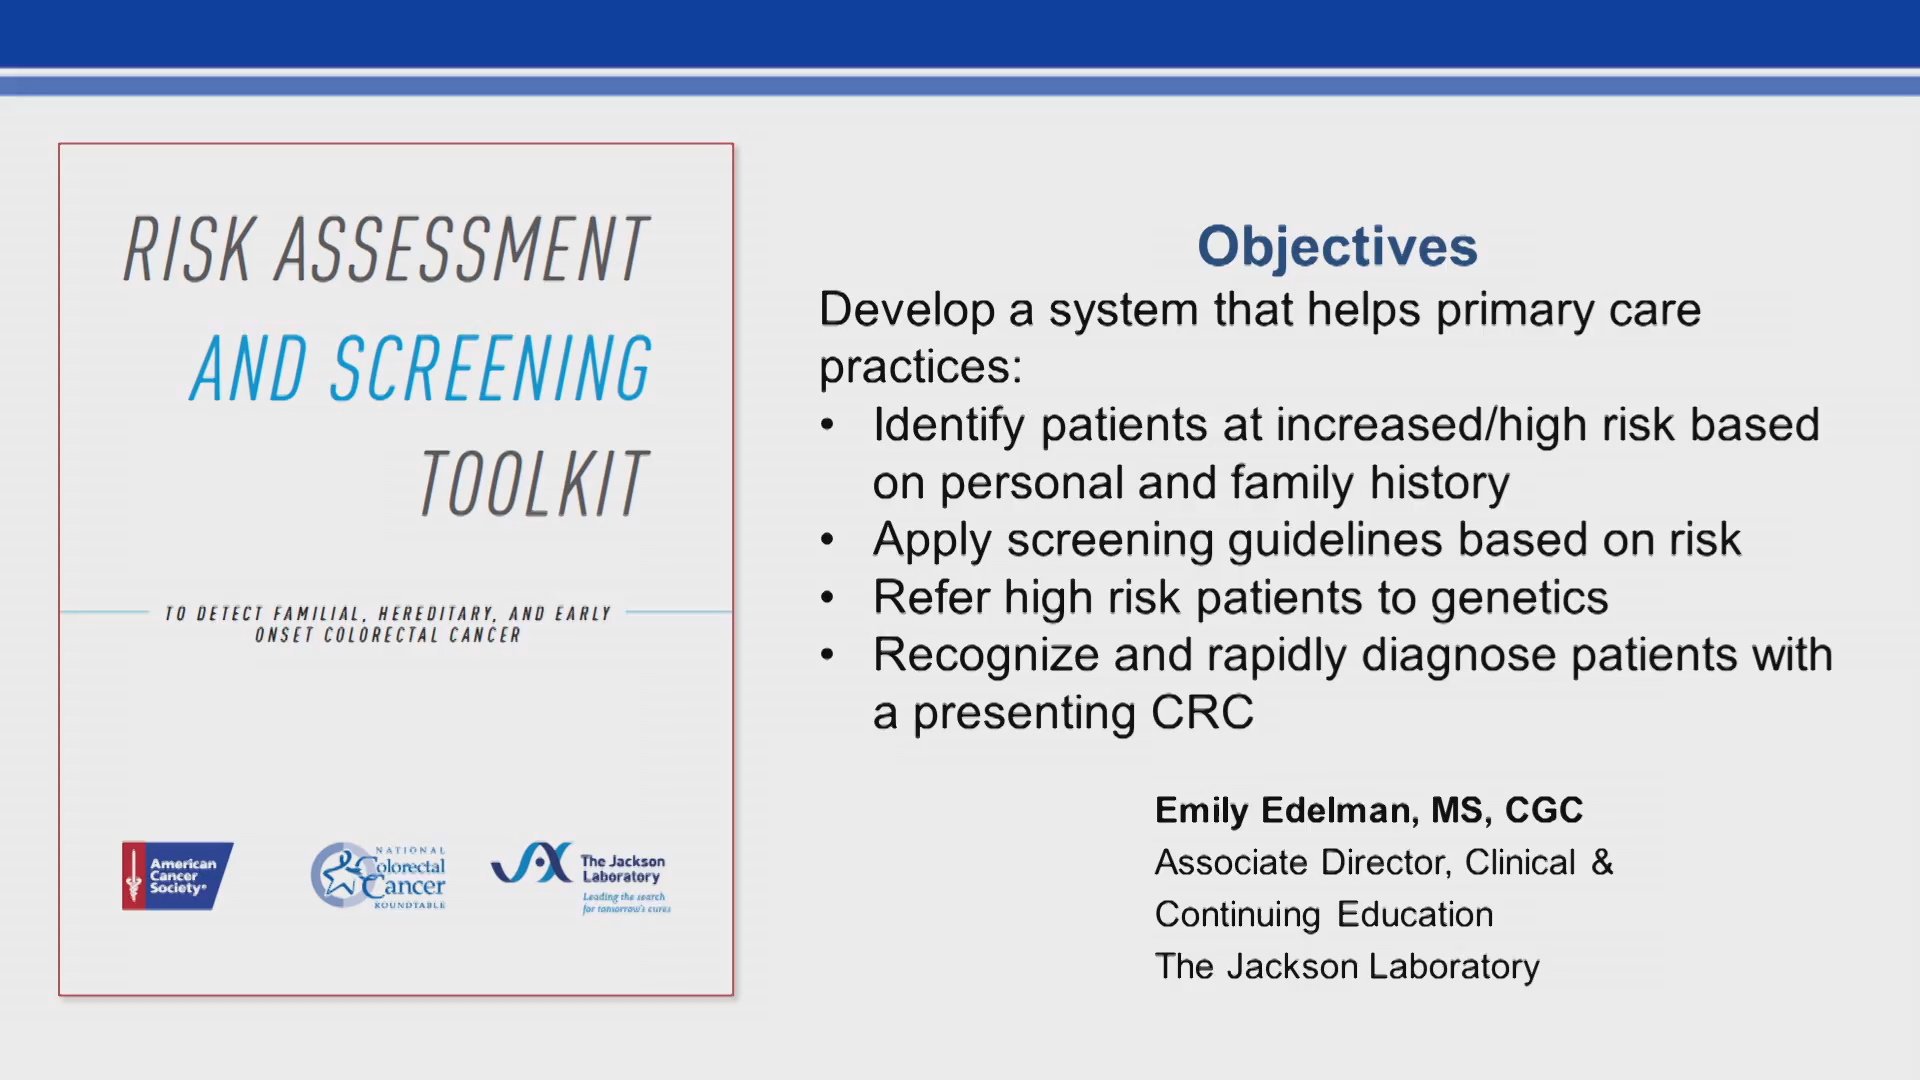 RISK ASSESSMENT
AND SCREENING
TOOLKIT
TO DETECT FAMILIAL, HEREDITARY, AND EARLY
ONSET COLORECTAL CANCER
American
Cancer
Society®
NATIONAL
Colorectal
Cancer
ROUNDTABLE
JAX
The Jackson
Laboratory
Leading the search
for tomorrow's cures
Objectives
Develop a system that helps primary care
practices:
• Identify patients at increased/high risk based
on personal and family history
• Apply screening guidelines based on risk
• Refer high risk patients to genetics
• Recognize and rapidly diagnose patients with
a presenting CRC
Emily Edelman, MS, CGC
Associate Director, Clinical &
Continuing Education
The Jackson Laboratory